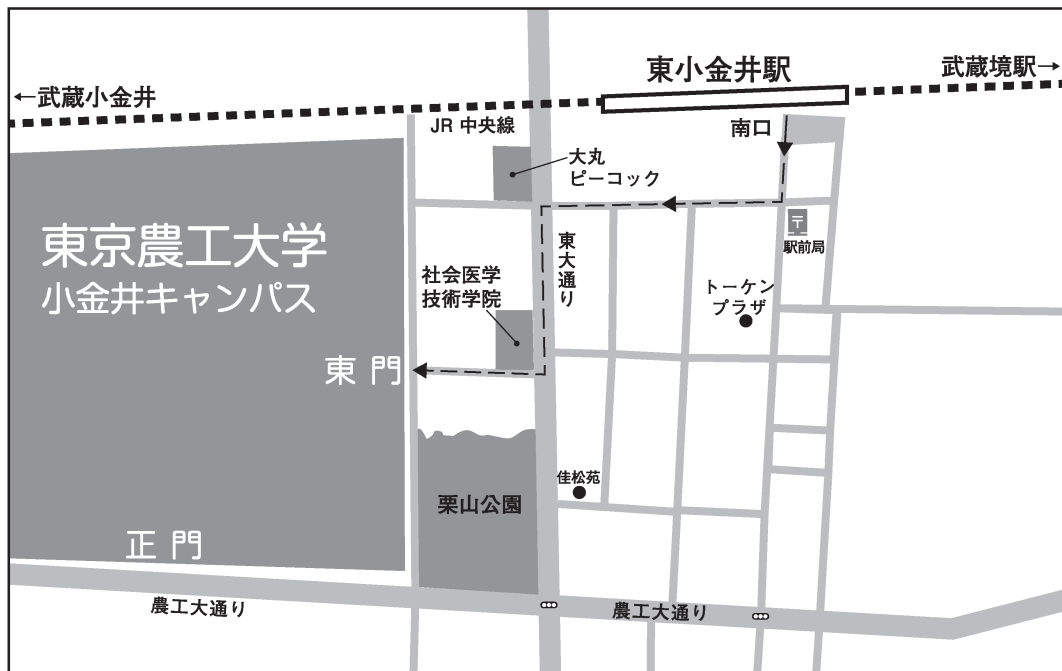 東小金井駅
武蔵境駅→
←武蔵小金井
JR 中央線
南口
大丸
ピーコック
〒
駅前局
東京農工大学
小金井キャンパス
東大通り
社会医学
技術学院
トーケン
プラザ
東 門
佳松苑
栗山公園
正 門
農工大通り
農工大通り